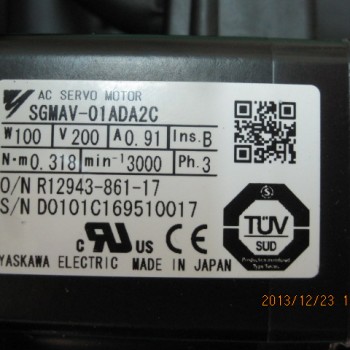 AC SERVO MOTOR
SGMAV-01ADA2C
W 100 V 200 A 0.91 Ins. B
N·m 0.318 min⁻¹ 3000 Ph. 3
O/N R12943-861-17
S/N D0101C169510017
C UL US CE
TÜV
SUD
YASKAWA ELECTRIC MADE IN JAPAN
2013/12/23 1